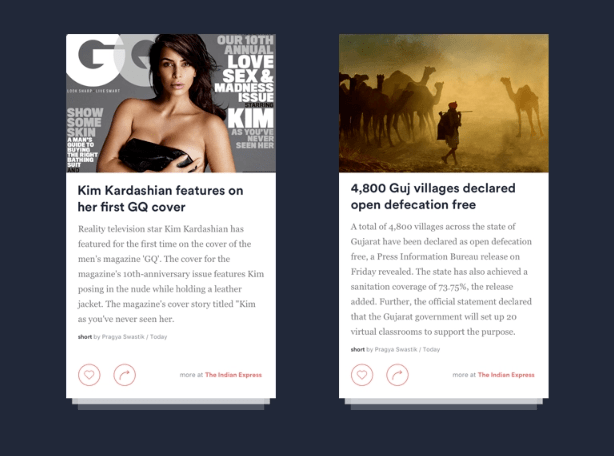 GQ
LOOK SHARP LIVE SMART
OUR 10TH
ANNUAL
LOVE
SEX &
MADNESS
ISSUE
STARRING
KIM
AS YOU'VE
NEVER
SEEN HER
SHOW
SOME
SKIN
A MAN'S
GUIDE TO
BUYING
THE RIGHT
BATHING
SUIT
AND
Kim Kardashian features on
her first GQ cover
Reality television star Kim Kardashian has
featured for the first time on the cover of the
men's magazine 'GQ'. The cover for the
magazine's 10th-anniversary issue features Kim
posing in the nude while holding a leather
jacket. The magazine's cover story titled "Kim
as you've never seen her.
short by Pragya Swastik / Today
more at The Indian Express
4,800 Guj villages declared
open defecation free
A total of 4,800 villages across the state of
Gujarat have been declared as open defecation
free, a Press Information Bureau release on
Friday revealed. The state has also achieved a
sanitation coverage of 73.75%, the release
added. Further, the official statement declared
that the Gujarat government will set up 20
virtual classrooms to support the purpose.
short by Pragya Swastik / Today
more at The Indian Express